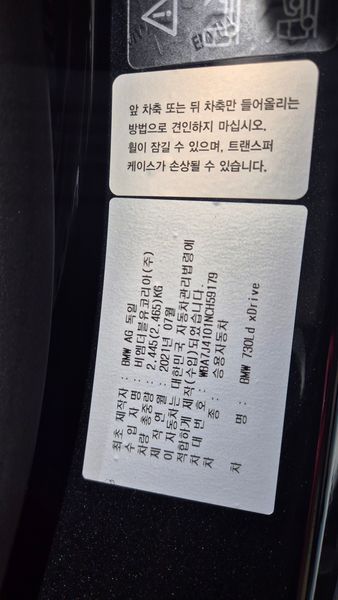 앞 차축 또는 뒤 차축만 들어올리는
방법으로 견인하지 마십시오.
휠이 잠길 수 있으며, 트랜스퍼
케이스가 손상될 수 있습니다.
최초 제작자 : BMW AG 독일
수 입 자 명 : 비엠더블유코리아(주)
차량 총중량 : 2,445(2,465)KG
제 작 연 월 : 2021년 07월
이 자동차는 대한민국 자동차관리법령에
적합하게 제작(수입)되었습니다.
차 대 번 호 : WBA7J4101NCH59179
차 종 : 승용자동차
차 명 : BMW 730Ld xDrive